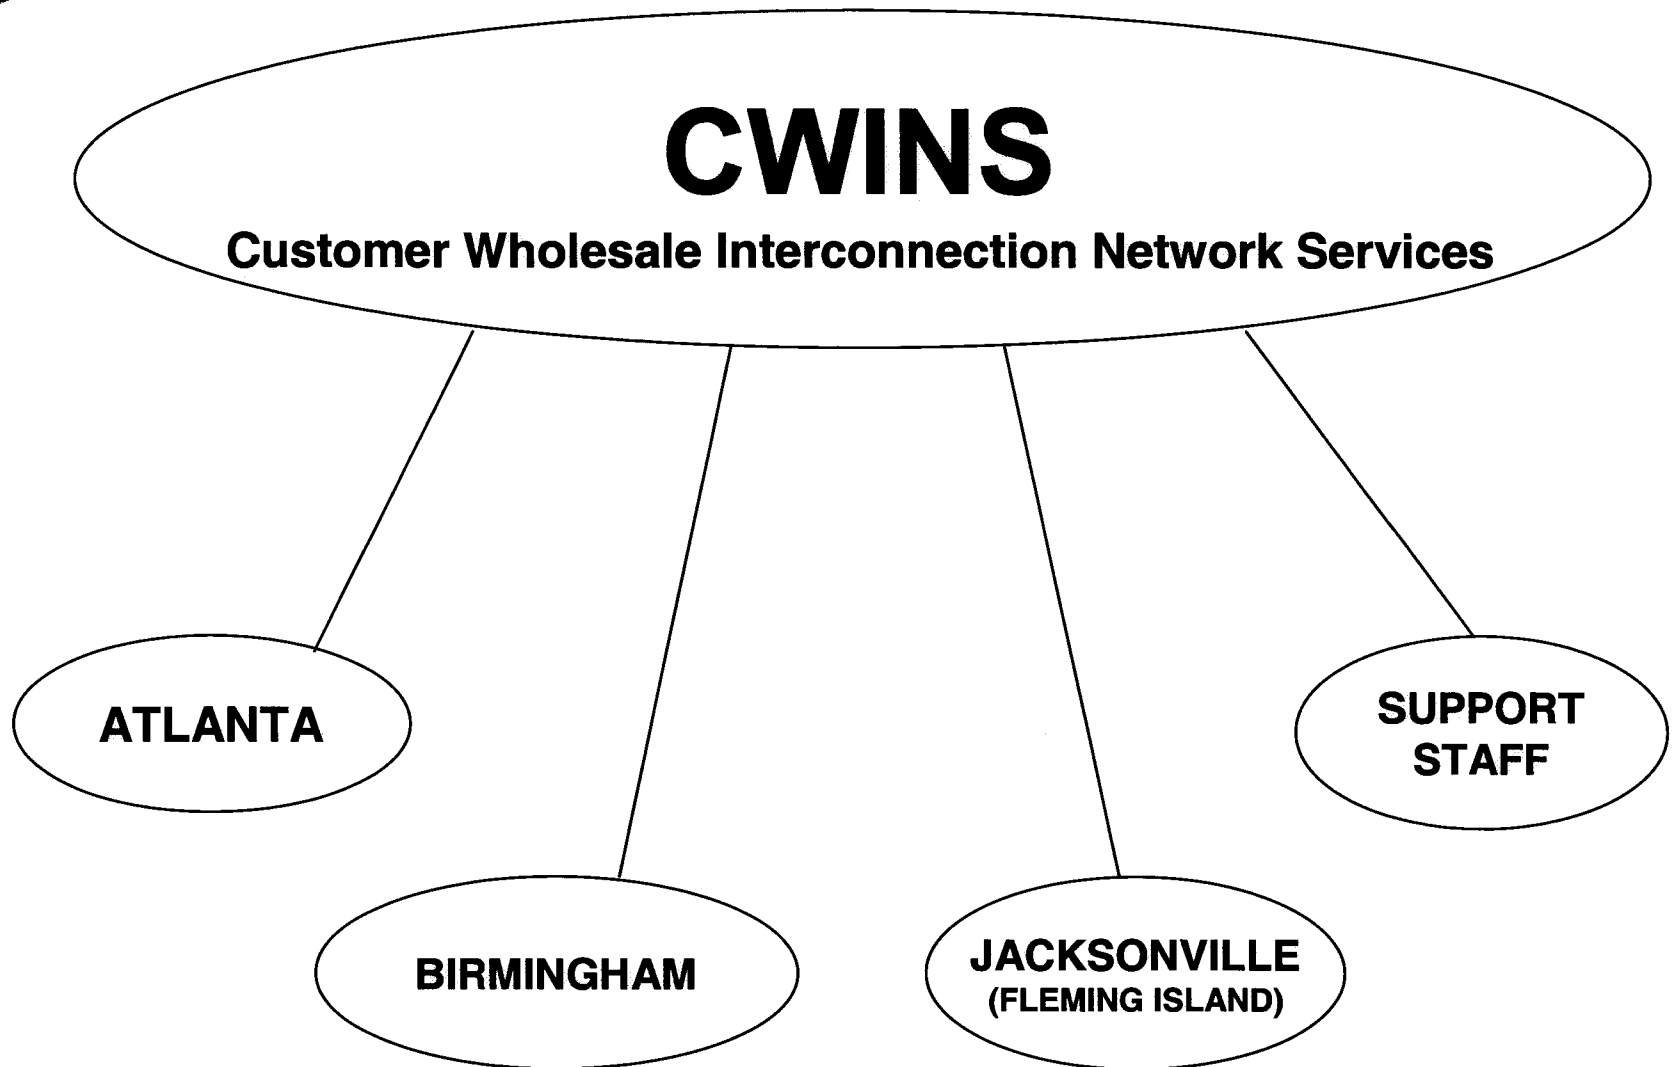 CWINS
Customer Wholesale Interconnection Network Services
ATLANTA
SUPPORT
STAFF
BIRMINGHAM
JACKSONVILLE
(FLEMING ISLAND)